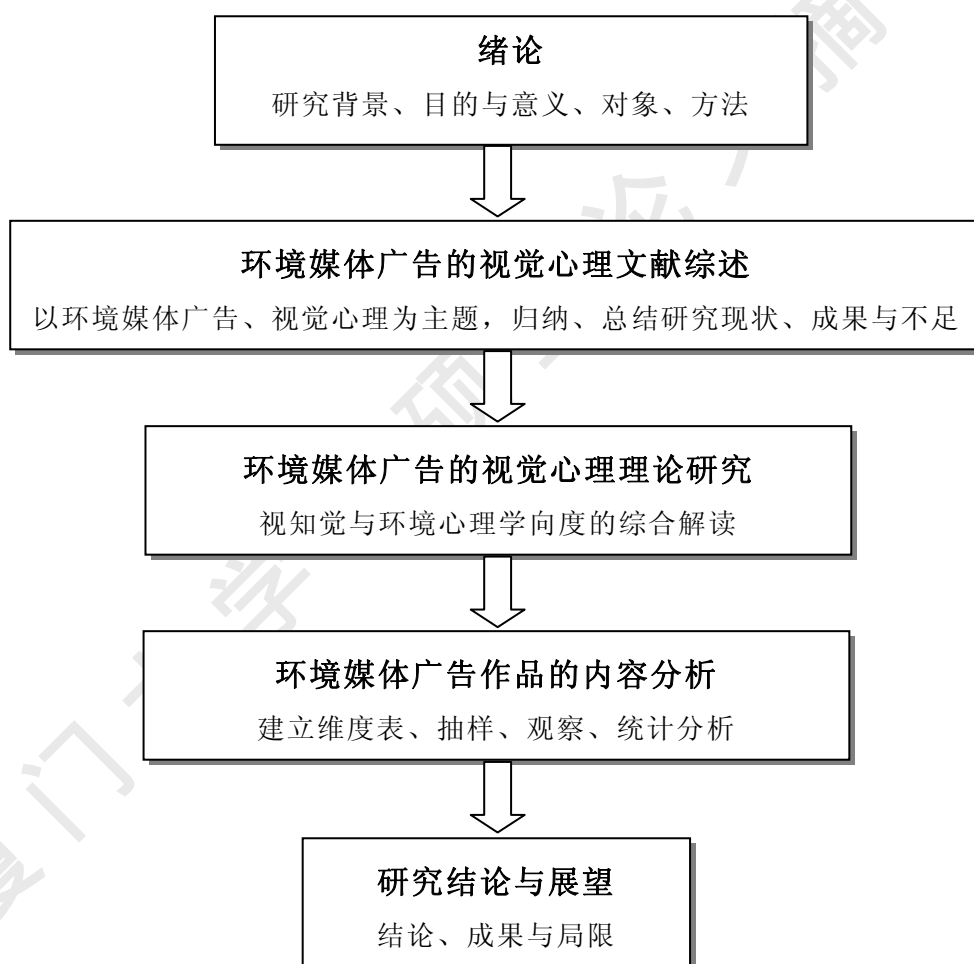 绪论
研究背景、目的与意义、对象、方法
环境媒体广告的视觉心理文献综述
以环境媒体广告、视觉心理为主题，归纳、总结研究现状、成果与不足
环境媒体广告的视觉心理理论研究
视知觉与环境心理学向度的综合解读
环境媒体广告作品的内容分析
建立维度表、抽样、观察、统计分析
研究结论与展望
结论、成果与局限